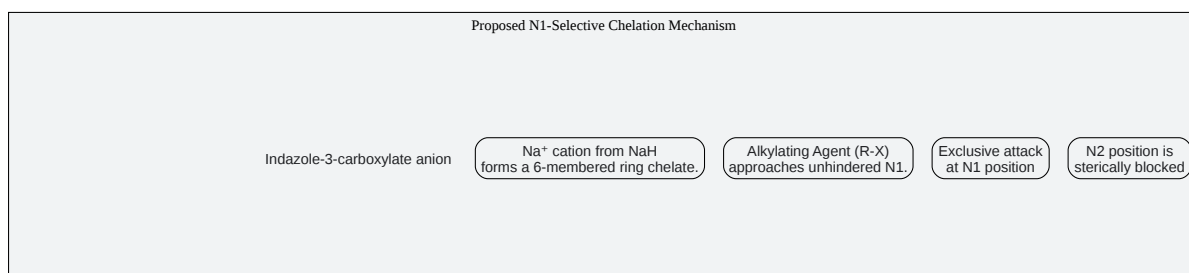 Proposed N1-Selective Chelation Mechanism
Indazole-3-carboxylate anion
Na⁺ cation from NaH
forms a 6-membered ring chelate.
Alkylating Agent (R-X)
approaches unhindered N1.
Exclusive attack
at N1 position
N2 position is
sterically blocked